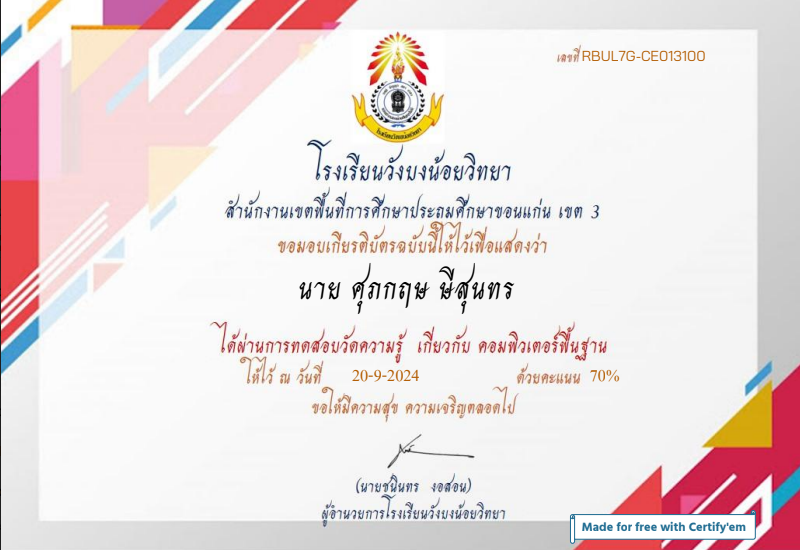 เลขที่ RBUL7G-CE013100
โรงเรียนวังบงน้อยวิทยา
สำนักงานเขตพื้นที่การศึกษาประถมศึกษาขอนแก่น เขต 3
ขอมอบเกียรติบัตรฉบับนี้ให้ไว้เพื่อแสดงว่า
นาย ศุภกฤษ ษีสุนทร
ได้ผ่านการทดสอบวัดความรู้ เกี่ยวกับ คอมพิวเตอร์พื้นฐาน
ให้ไว้ ณ วันที่ 20-9-2024 ด้วยคะแนน 70%
ขอให้มีความสุข ความเจริญตลอดไป
(นายชนินทร งอสอน)
ผู้อำนวยการโรงเรียนวังบงน้อยวิทยา
Made for free with Certify'em